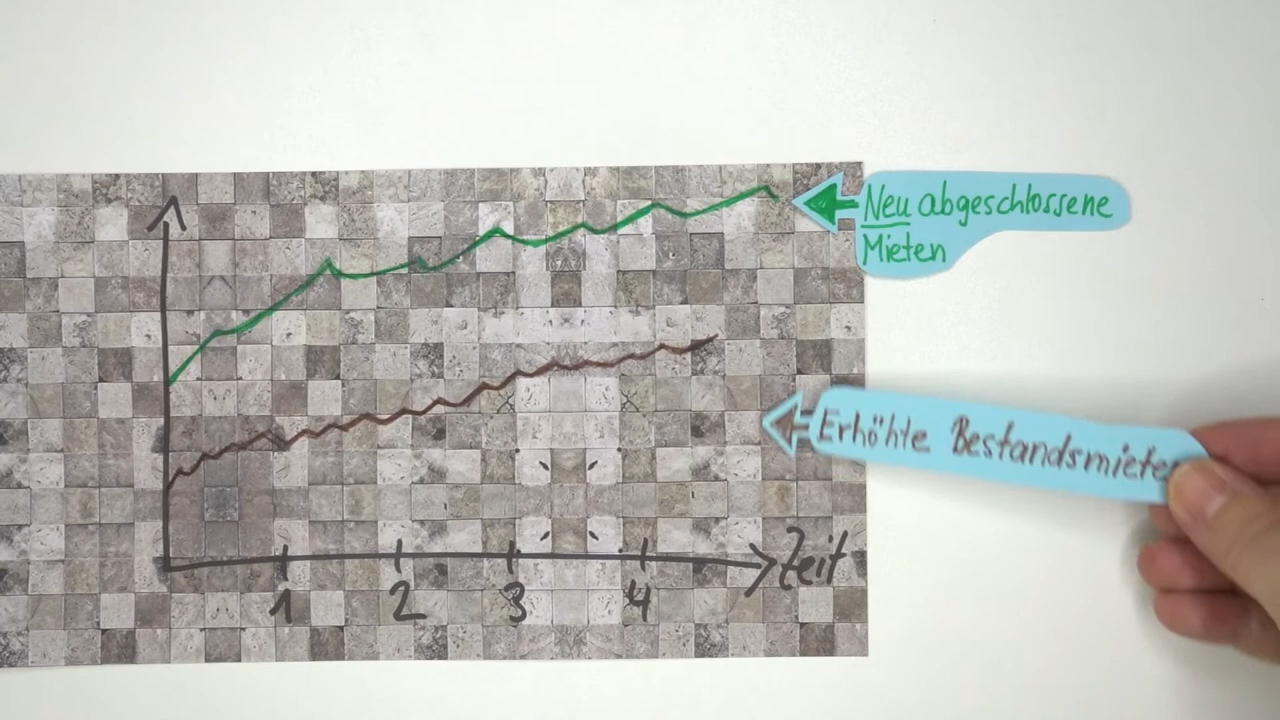 Neu abgeschlossene
Mieten
Erhöhte Bestandsmieten
Zeit
1
2
3
4